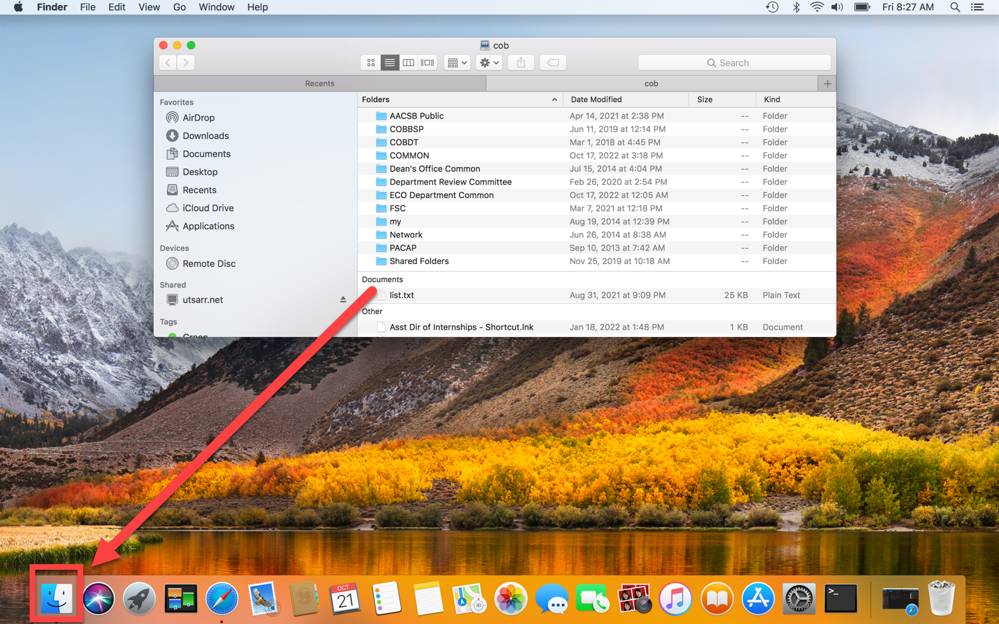 Finder File Edit View Go Window Help Fri 8:27 AM
cob
Search
Recents cob
Favorites
AirDrop
Downloads
Documents
Desktop
Recents
iCloud Drive
Applications
Devices
Remote Disc
Shared
utsarr.net
Tags
Green
Folders Date Modified Size Kind
AACSB Public Apr 14, 2021 at 2:38 PM -- Folder
COBBSP Jun 11, 2019 at 12:14 PM -- Folder
COBDT Mar 1, 2018 at 4:45 PM -- Folder
COMMON Oct 17, 2022 at 3:18 PM -- Folder
Dean's Office Common Jul 15, 2014 at 4:04 PM -- Folder
Department Review Committee Feb 26, 2020 at 2:54 PM -- Folder
ECO Department Common Oct 17, 2022 at 12:05 AM -- Folder
FSC Mar 7, 2021 at 12:18 PM -- Folder
my Aug 19, 2014 at 12:39 PM -- Folder
Network Jun 26, 2014 at 8:38 AM -- Folder
PACAP Sep 10, 2013 at 7:42 AM -- Folder
Shared Folders Nov 25, 2019 at 10:18 AM -- Folder
Documents
list.txt Aug 31, 2021 at 9:09 PM 25 KB Plain Text
Other
Asst Dir of Internships - Shortcut.lnk Jan 18, 2022 at 1:48 PM 1 KB Document
OCT
21
3D
>_